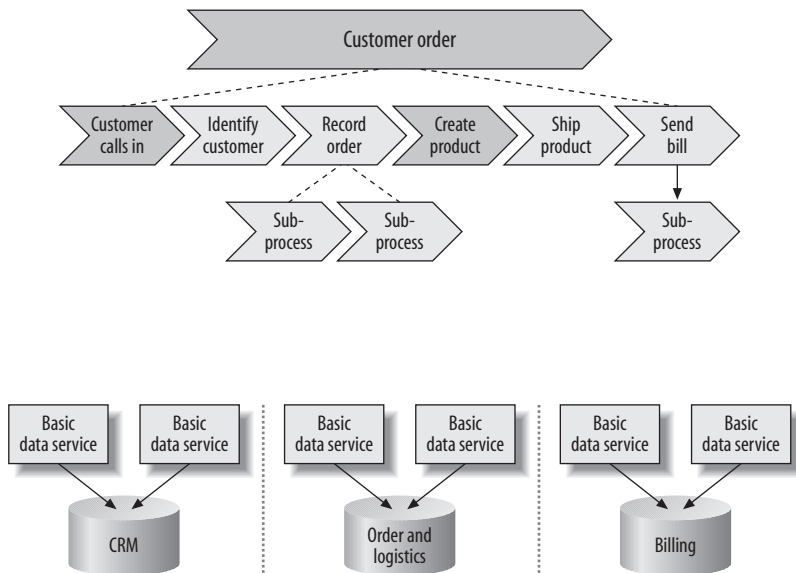 Customer order
Customer
calls in
Identify
customer
Record
order
Create
product
Ship
product
Send
bill
Sub-
process
Sub-
process
Sub-
process
Basic
data service
Basic
data service
Basic
data service
Basic
data service
Basic
data service
Basic
data service
CRM
Order and
logistics
Billing